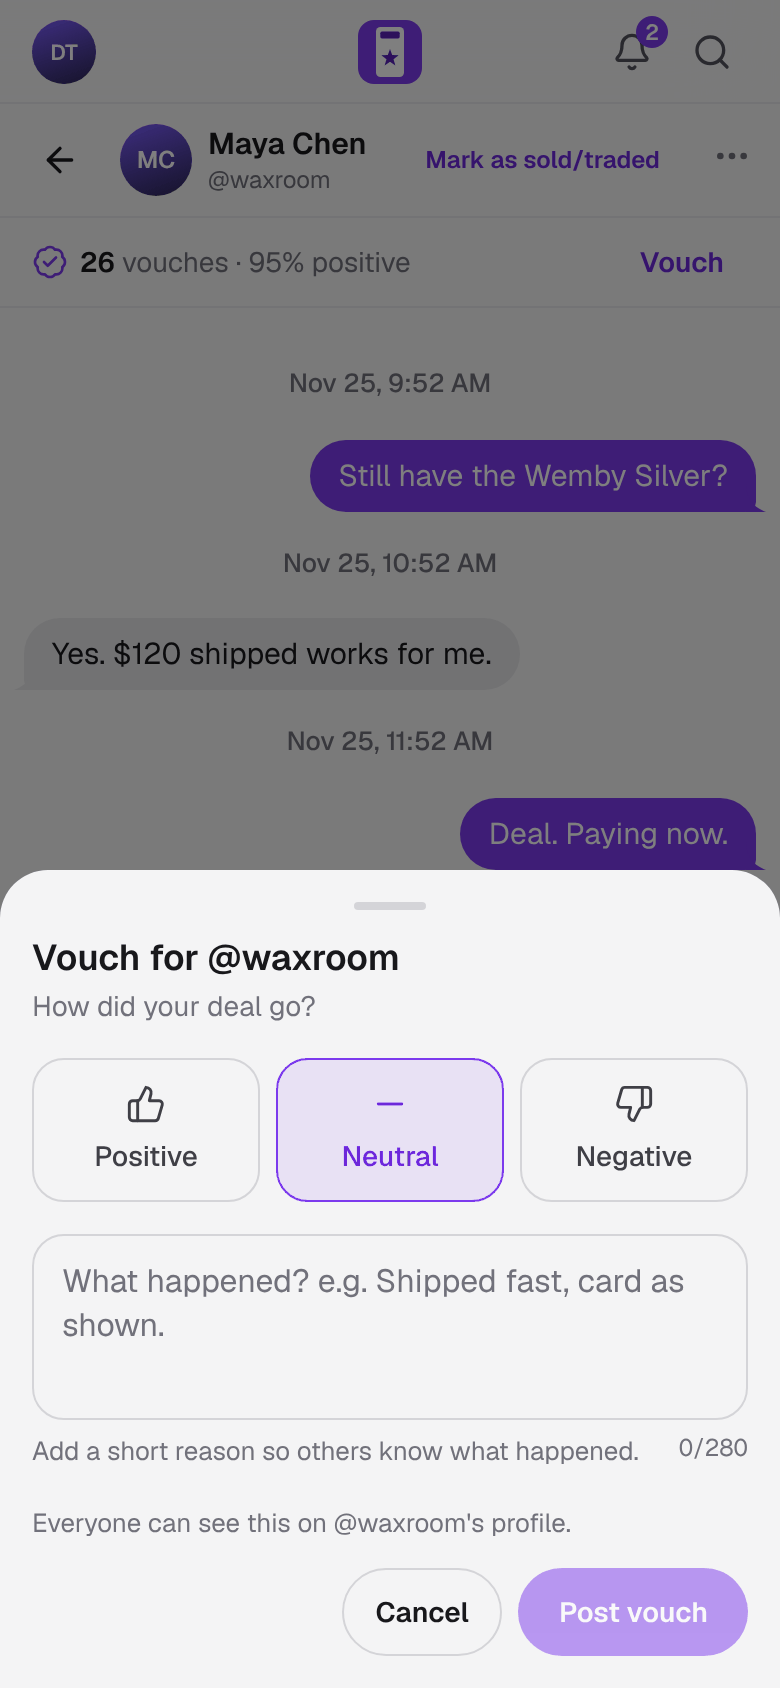 DT
2
MC
Maya Chen
@waxroom
Mark as sold/traded
26 vouches · 95% positive
Vouch
Nov 25, 9:52 AM
Still have the Wemby Silver?
Nov 25, 10:52 AM
Yes. $120 shipped works for me.
Nov 25, 11:52 AM
Deal. Paying now.
Vouch for @waxroom
How did your deal go?
Positive
Neutral
Negative
What happened? e.g. Shipped fast, card as
shown.
Add a short reason so others know what happened.
0/280
Everyone can see this on @waxroom's profile.
Cancel
Post vouch